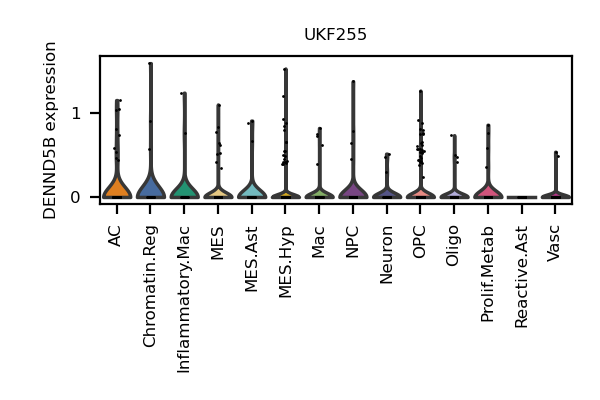 UKF255
DENND5B expression
1
0
AC
Chromatin.Reg
Inflammatory.Mac
MES
MES.Ast
MES.Hyp
Mac
NPC
Neuron
OPC
Oligo
Prolif.Metab
Reactive.Ast
Vasc